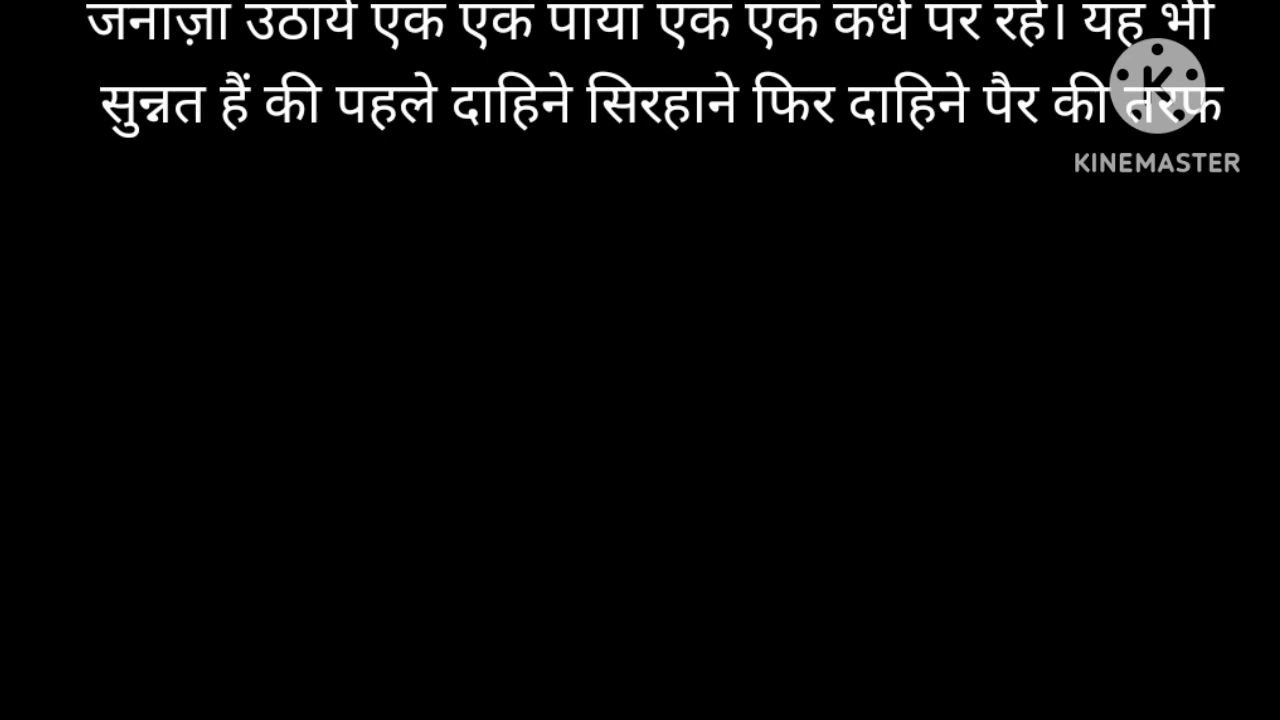 जनाज़ा उठाये एक एक पाया एक एक कंधे पर रहे। यह भी
सुन्नत हैं की पहले दाहिने सिरहाने फिर दाहिने पैर की तरफ
KINEMASTER